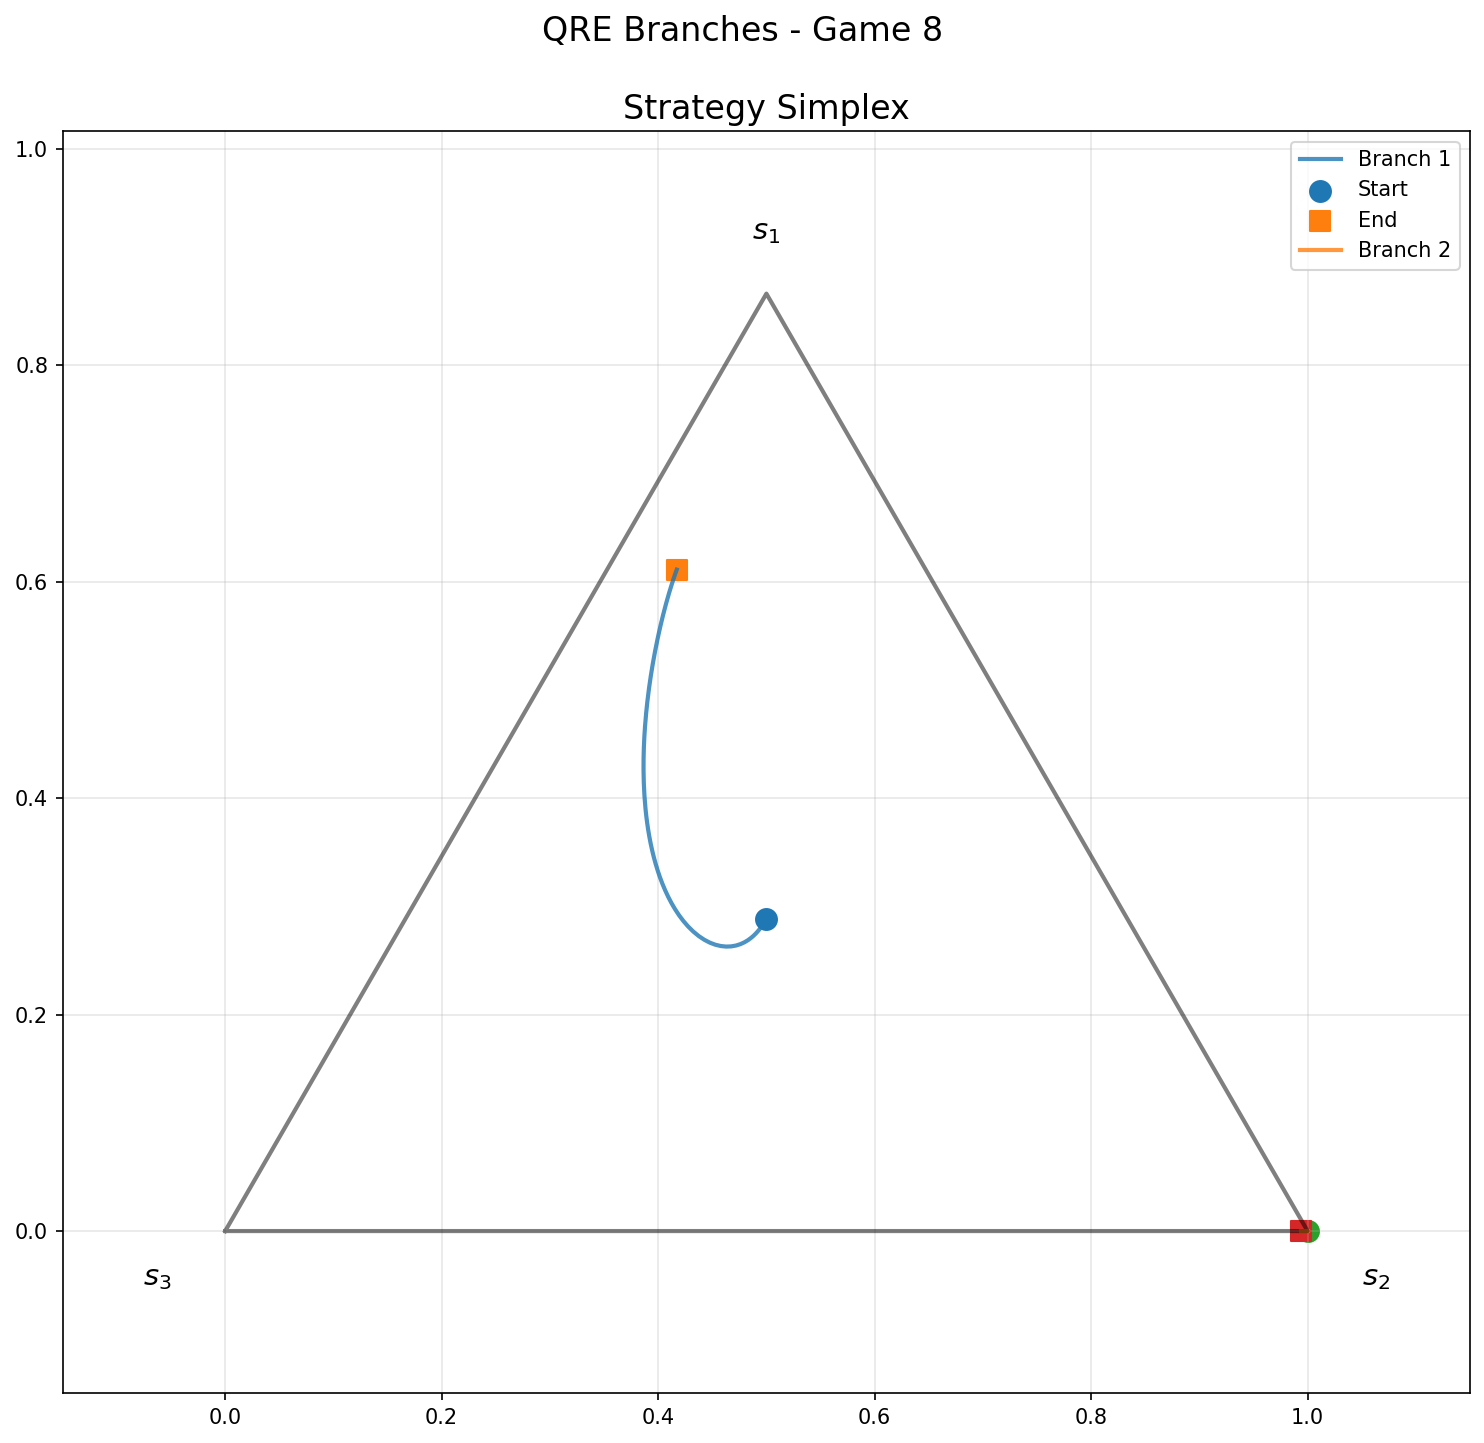 QRE Branches - Game 8
Strategy Simplex
1.0
0.8
0.6
0.4
0.2
0.0
Branch 1
Start
End
Branch 2
s₁
s₃
s₂
0.0 0.2 0.4 0.6 0.8 1.0